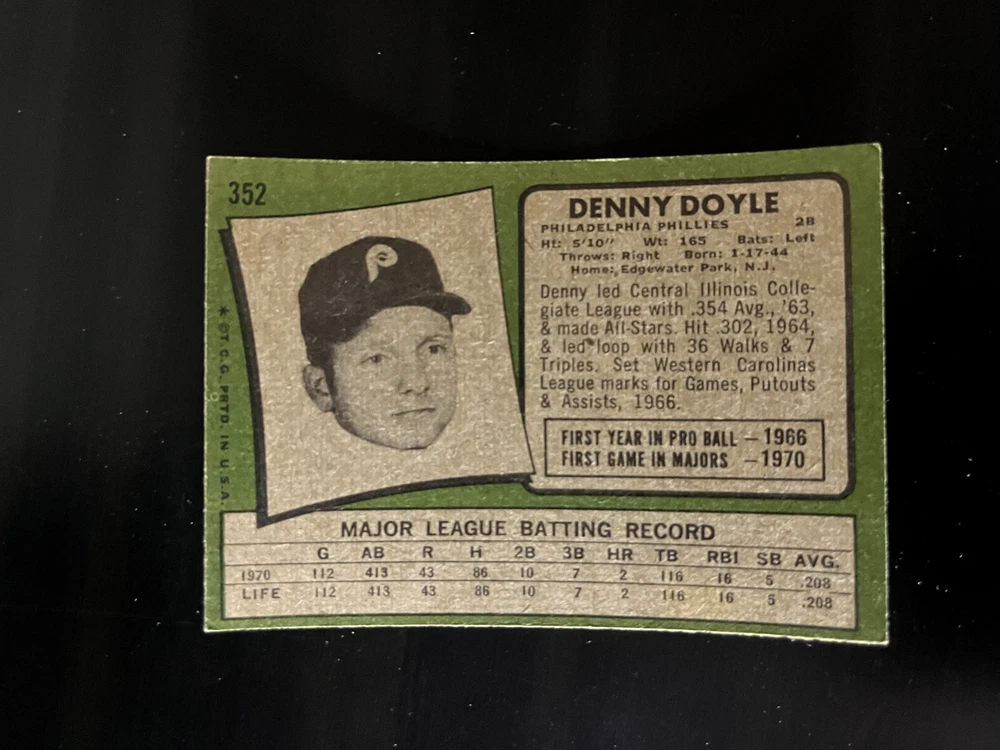 352
DENNY DOYLE
PHILADELPHIA PHILLIES 2B
Ht: 5'10" Wt: 165 Bats: Left
Throws: Right Born: 1-17-44
Home: Edgewater Park, N.J.
Denny led Central Illinois Colle-
giate League with .354 Avg., '63,
& made All-Stars. Hit .302, 1964,
& led loop with 36 Walks & 7
Triples. Set Western Carolinas
League marks for Games, Putouts
& Assists, 1966.
FIRST YEAR IN PRO BALL — 1966
FIRST GAME IN MAJORS — 1970
P
* © T.C.G. PRTD. IN U.S.A.
MAJOR LEAGUE BATTING RECORD
G AB R H 2B 3B HR TB RBI SB AVG.
1970 112 413 43 86 10 7 2 116 16 5 .208
LIFE 112 413 43 86 10 7 2 116 16 5 .208